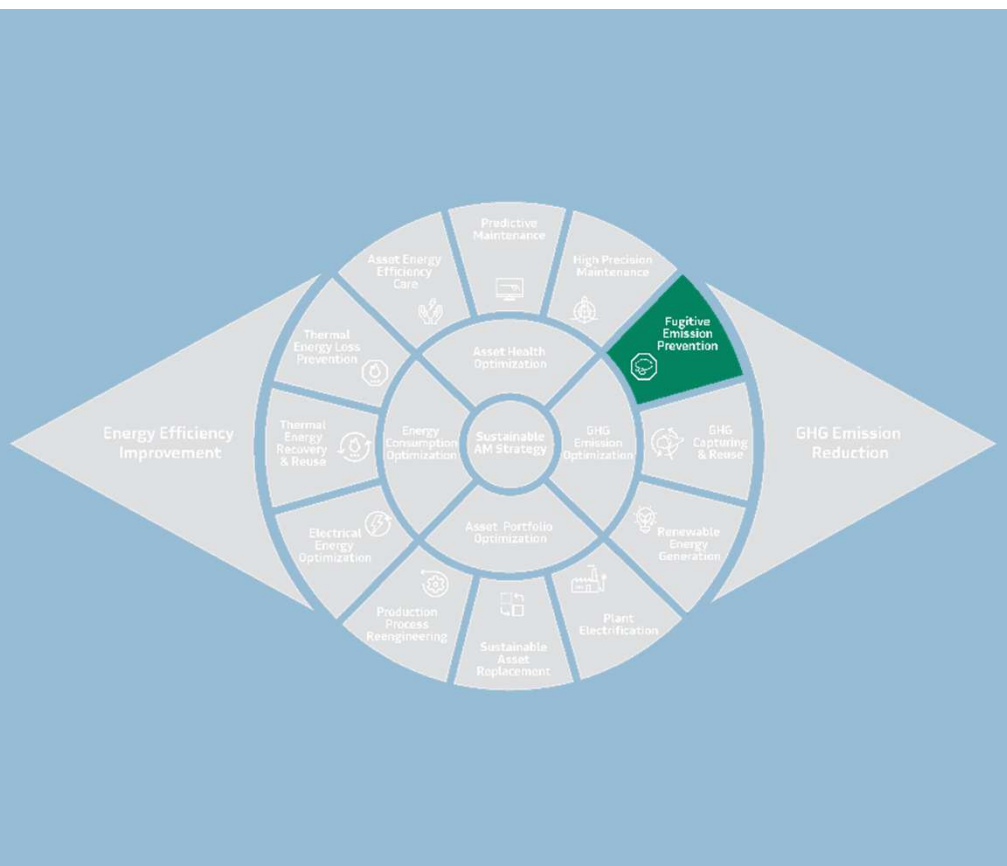 Predictive
Maintenance
Asset Energy
Efficiency
Care
High Precision
Maintenance
Fugitive
Emission
Prevention
Thermal
Energy Loss
Prevention
Asset Health
Optimization
Energy Efficiency
Improvement
Thermal
Energy
Recovery
& Reuse
Energy
Consumption
Optimization
Sustainable
AM Strategy
GHG
Emission
Optimization
GHG
Capturing
& Reuse
GHG Emission
Reduction
Electrical
Energy
Optimization
Asset Portfolio
Optimization
Renewable
Energy
Generation
Production
Process
Reengineering
Sustainable
Asset
Replacement
Plant
Electrification